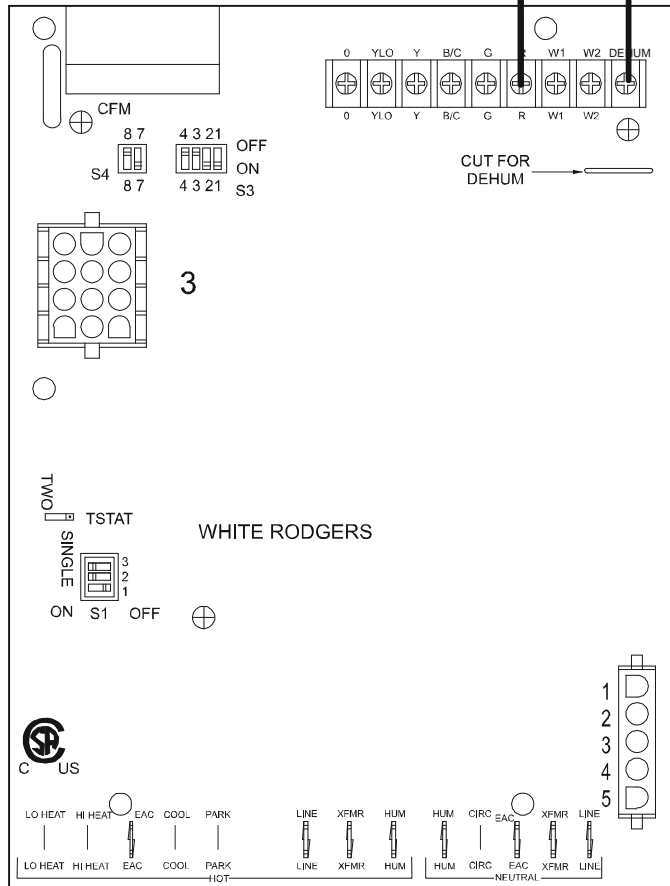 0 YLO Y B/C G R W1 W2 DEHUM
0 YLO Y B/C G R W1 W2
CFM
8 7
4 3 2 1
OFF
ON
S4
8 7
4 3 2 1
S3
CUT FOR
DEHUM
3
TWO
TSTAT
SINGLE
3
2
1
ON S1 OFF
WHITE RODGERS
1
2
3
4
5
SA
C US
LO HEAT HI HEAT EAC COOL PARK LINE XFMR HUM HUM CIRC EAC XFMR LINE
LO HEAT HI HEAT EAC COOL PARK LINE XFMR HUM HUM CIRC EAC XFMR LINE
HOT NEUTRAL